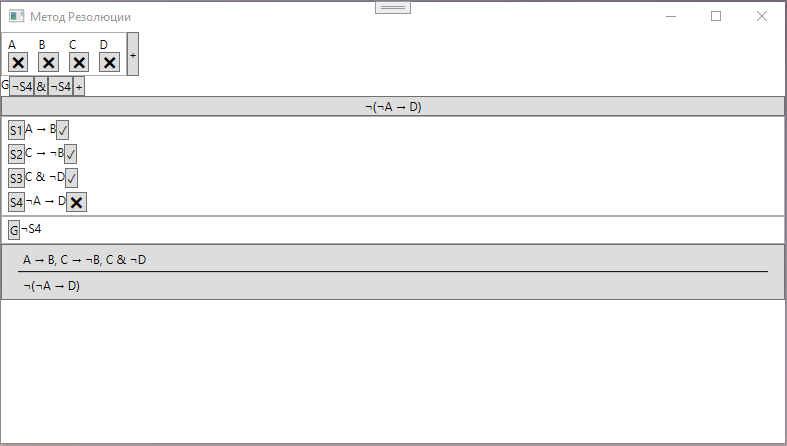 Метод Резолюции
A B C D
✕ ✕ ✕ ✕ +
G ¬S4 & ¬S4 +
¬(¬A → D)
S1 A → B ✓
S2 C → ¬B ✓
S3 C & ¬D ✓
S4 ¬A → D ✕
G ¬S4
A → B, C → ¬B, C & ¬D
¬(¬A → D)